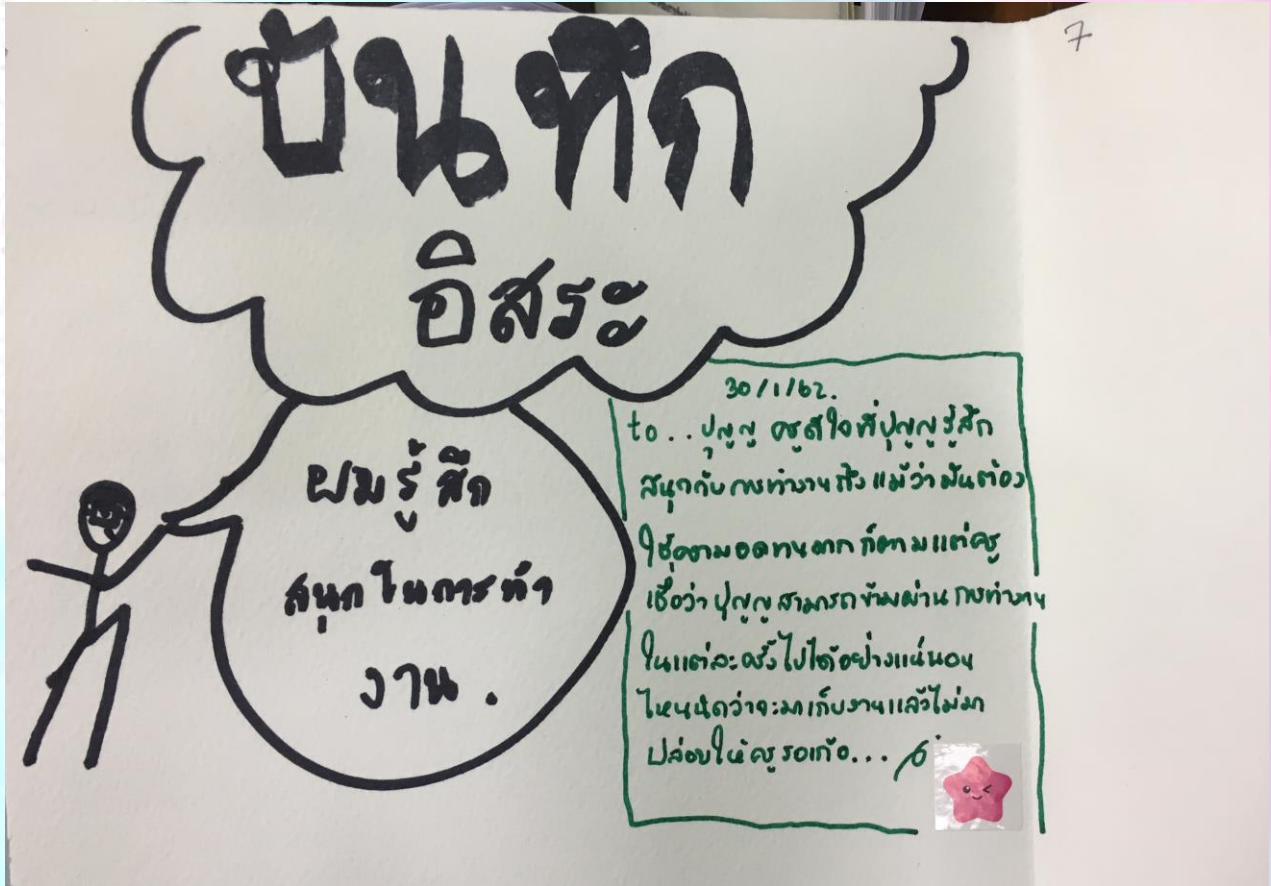 7
บันทึก
อิสระ
ผมรู้สึก
สนุกในการทำ
งาน.
30/1/62.
to.. ปุญญ ครูดีใจที่ปุญญรู้สึก
สนุกกับการทำงานถึงแม้ว่ามันต้อง
ใช้ความอดทนมากก็ตามแต่ครู
เชื่อว่าปุญญสามารถข้ามผ่านการทำงาน
ในแต่ละครั้งไปได้อย่างแน่นอน
ไหนนัดว่าจะมาเก็บงานแล้วไม่มา
ปล่อยให้ครูรอเก้อ...